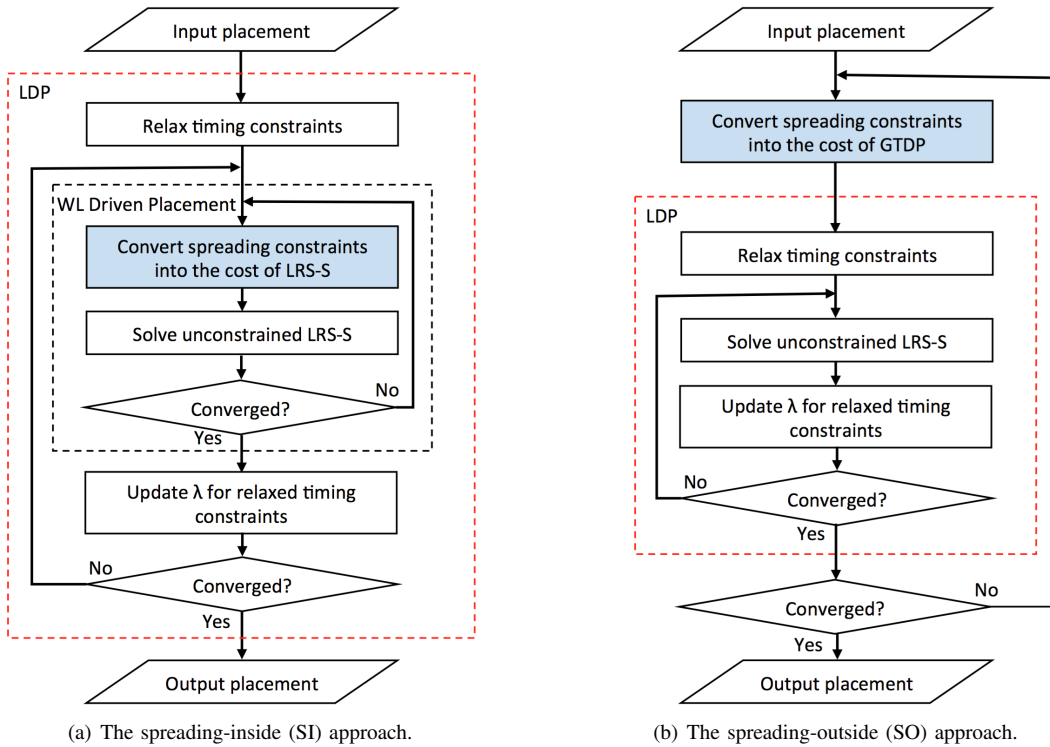 Input placement
LDP
Relax timing constraints
WL Driven Placement
Convert spreading constraints
into the cost of LRS-S
Solve unconstrained LRS-S
No
Converged?
Yes
Update λ for relaxed timing
constraints
No
Converged?
Yes
Output placement
(a) The spreading-inside (SI) approach.
Input placement
Convert spreading constraints
into the cost of GTDP
LDP
Relax timing constraints
Solve unconstrained LRS-S
Update λ for relaxed timing
constraints
No
Converged?
Yes
No
Converged?
Yes
Output placement
(b) The spreading-outside (SO) approach.